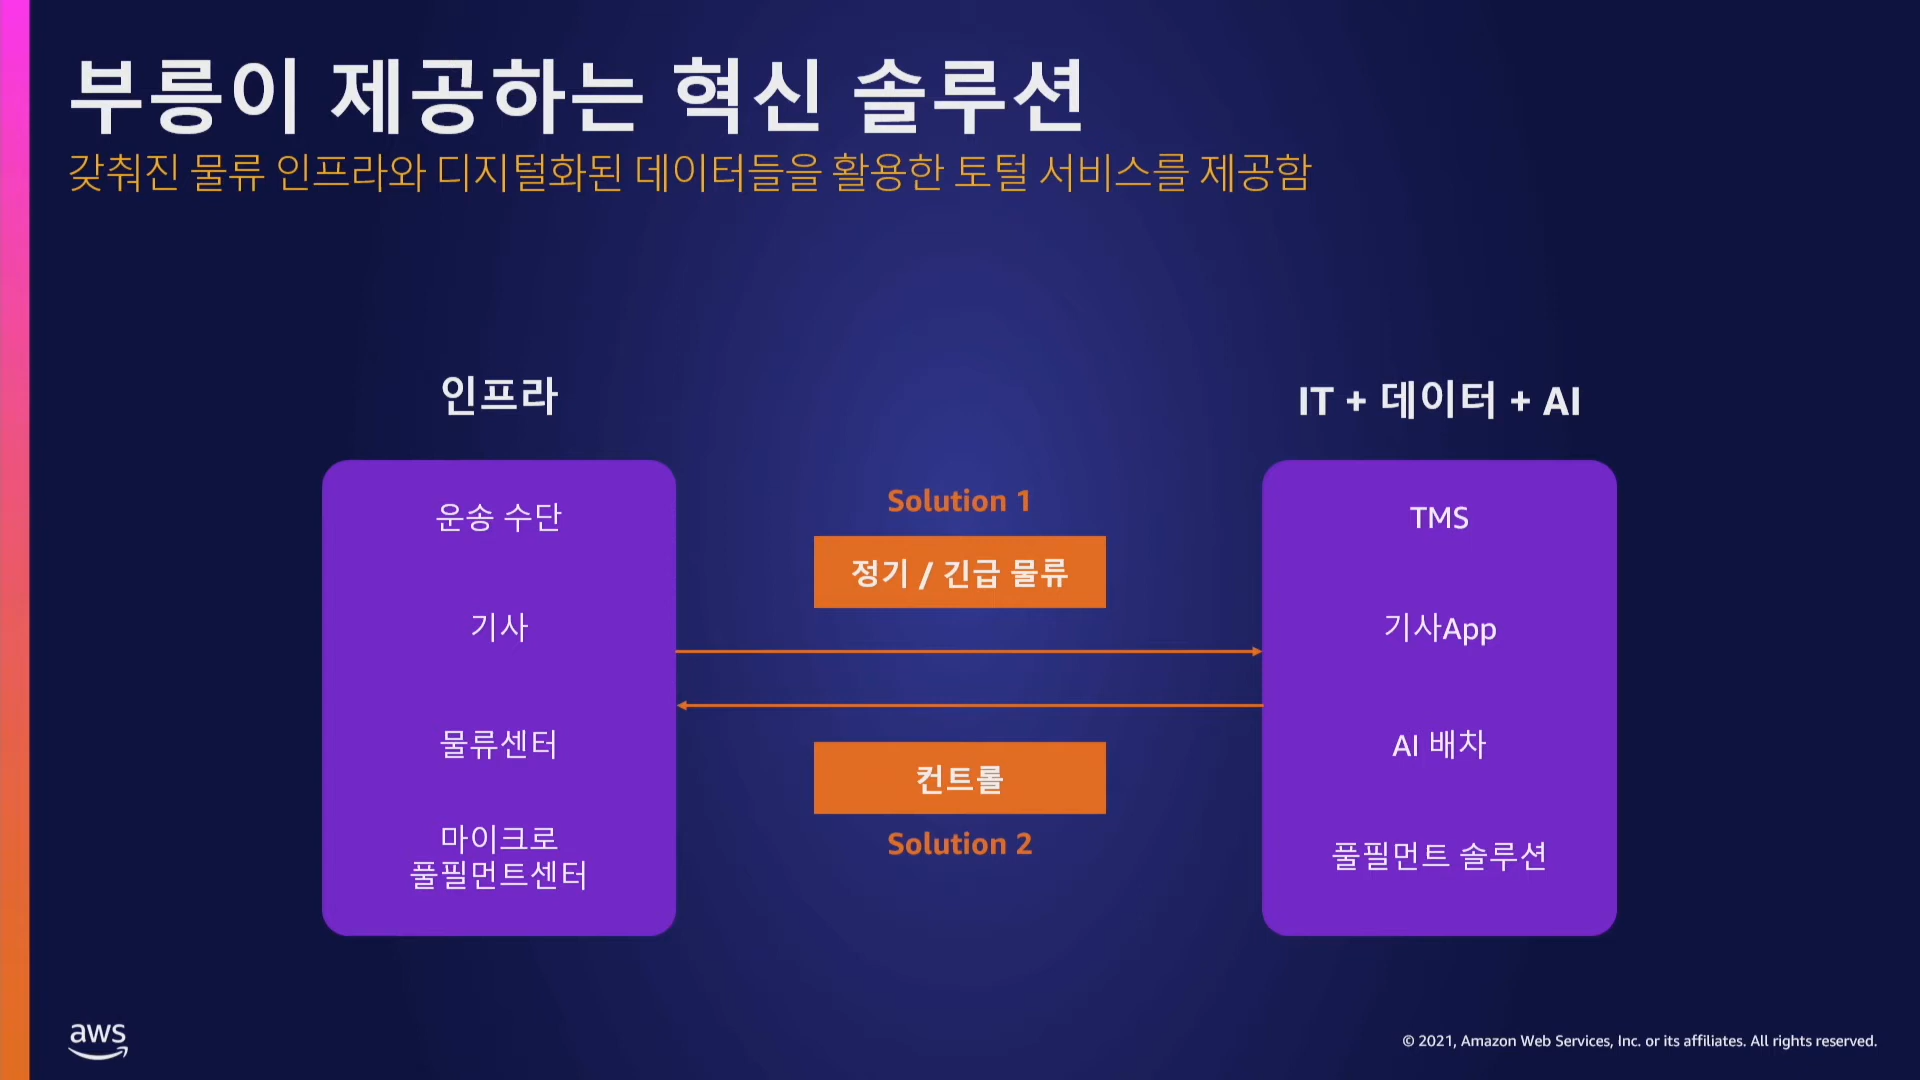 부릉이 제공하는 혁신 솔루션
갖춰진 물류 인프라와 디지털화된 데이터들을 활용한 토털 서비스를 제공함
인프라
운송 수단
기사
물류센터
마이크로
풀필먼트센터
Solution 1
정기 / 긴급 물류
컨트롤
Solution 2
IT + 데이터 + AI
TMS
기사App
AI 배차
풀필먼트 솔루션
aws
© 2021, Amazon Web Services, Inc. or its affiliates. All rights reserved.